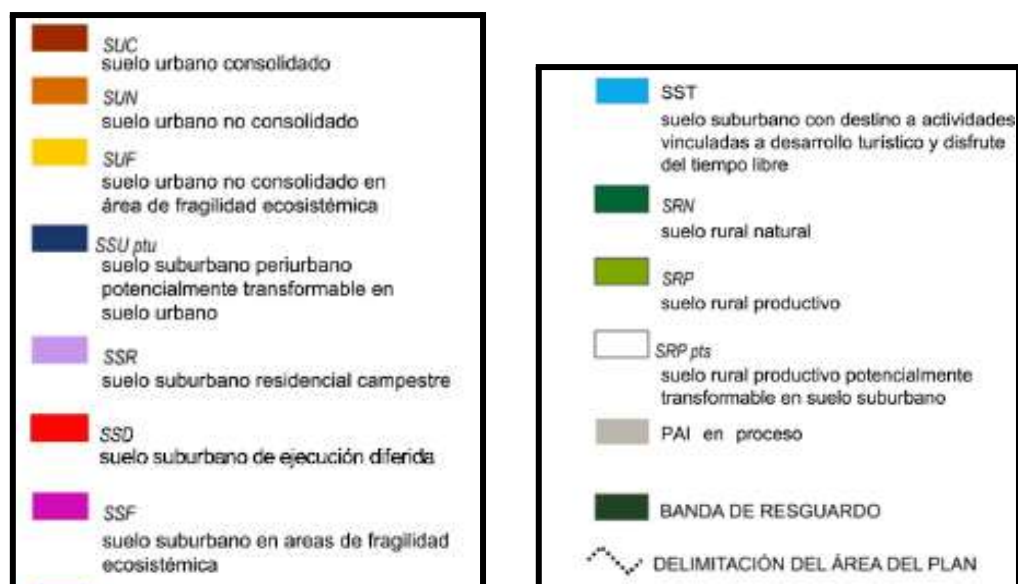 SUC
suelo urbano consolidado
SUN
suelo urbano no consolidado
SUF
suelo urbano no consolidado en
área de fragilidad ecosistémica
SSU ptu
suelo suburbano periurbano
potencialmente transformable en
suelo urbano
SSR
suelo suburbano residencial campestre
SSD
suelo suburbano de ejecución diferida
SSF
suelo suburbano en areas de fragilidad
ecosistémica
SST
suelo suburbano con destino a actividades
vinculadas a desarrollo turístico y disfrute
del tiempo libre
SRN
suelo rural natural
SRP
suelo rural productivo
SRP pts
suelo rural productivo potencialmente
transformable en suelo suburbano
PAI en proceso
BANDA DE RESGUARDO
DELIMITACIÓN DEL ÁREA DEL PLAN